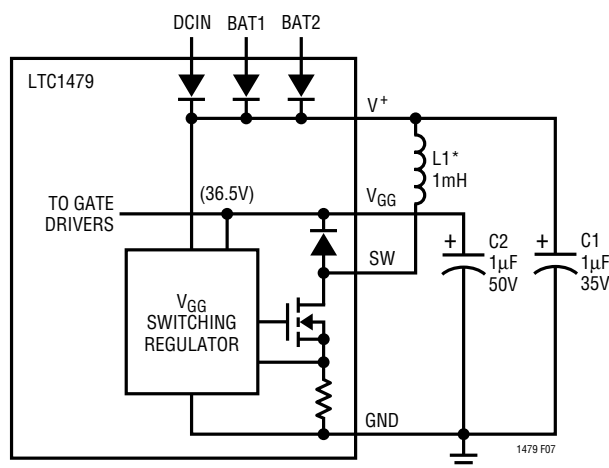 DCIN BAT1 BAT2
LTC1479
V+
L1*
1mH
(36.5V)
VGG
TO GATE
DRIVERS
SW
+ C2
1µF
50V
+ C1
1µF
35V
VGG
SWITCHING
REGULATOR
GND
1479 F07